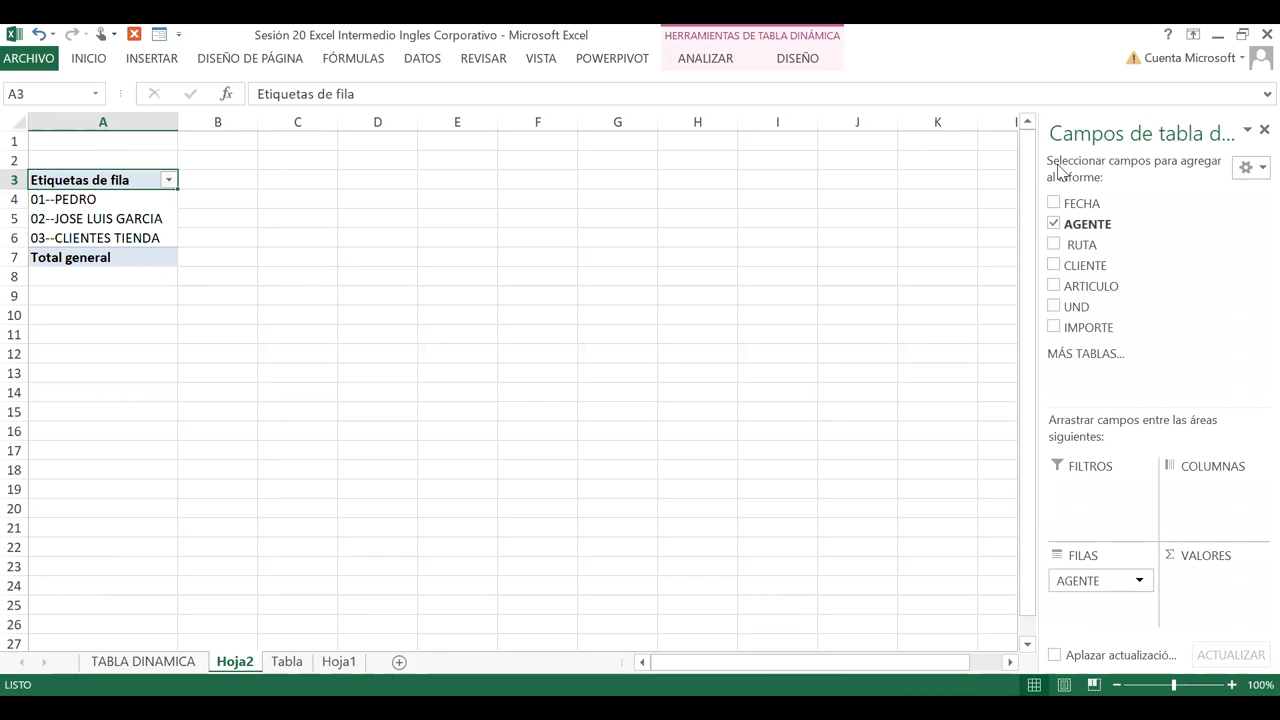 Sesión 20 Excel Intermedio Ingles Corporativo - Microsoft Excel
HERRAMIENTAS DE TABLA DINÁMICA
?
ARCHIVO INICIO INSERTAR DISEÑO DE PÁGINA FÓRMULAS DATOS REVISAR VISTA POWERPIVOT ANALIZAR DISEÑO Cuenta Microsoft
A3 fx Etiquetas de fila
A B C D E F G H I J K
1
2
3 Etiquetas de fila
4 01--PEDRO
5 02--JOSE LUIS GARCIA
6 03--CLIENTES TIENDA
7 Total general
8
9
10
11
12
13
14
15
16
17
18
19
20
21
22
23
24
25
26
27
Campos de tabla d...
Seleccionar campos para agregar
al informe:
FECHA
AGENTE
RUTA
CLIENTE
ARTICULO
UND
IMPORTE
MÁS TABLAS...
Arrastrar campos entre las áreas
siguientes:
FILTROS COLUMNAS
FILAS Σ VALORES
AGENTE
Aplazar actualizació... ACTUALIZAR
TABLA DINAMICA Hoja2 Tabla Hoja1
LISTO 100%